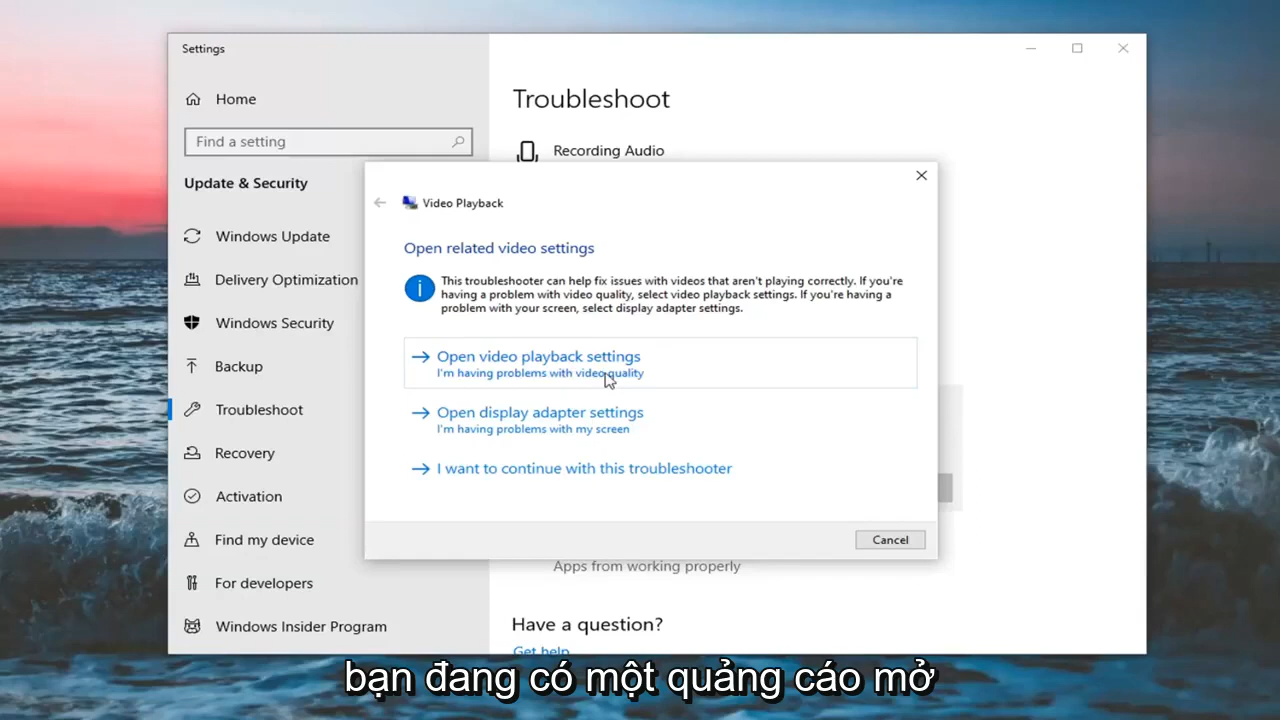 Settings
Home
Find a setting
Update & Security
Windows Update
Delivery Optimization
Windows Security
Backup
Troubleshoot
Recovery
Activation
Find my device
For developers
Windows Insider Program
Troubleshoot
Recording Audio
Video Playback
Open related video settings
This troubleshooter can help fix issues with videos that aren't playing correctly. If you're
having a problem with video quality, select video playback settings. If you're having a
problem with your screen, select display adapter settings.
Open video playback settings
I'm having problems with video quality
Open display adapter settings
I'm having problems with my screen
I want to continue with this troubleshooter
Cancel
Apps from working properly
Have a question?
Get help
bạn đang có một quảng cáo mở